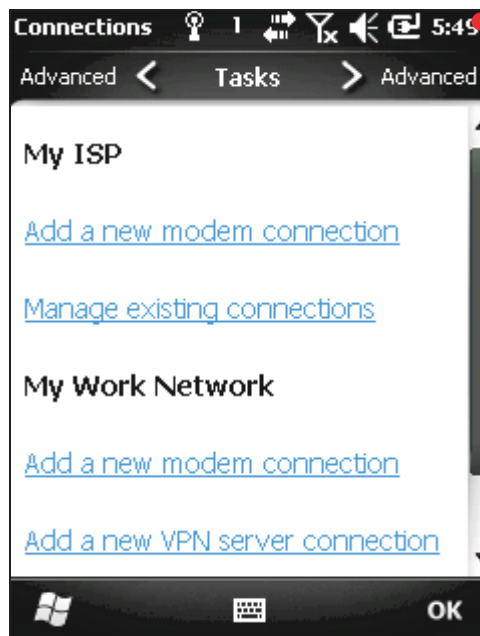 Connections 1 5:49
Advanced Tasks Advanced
My ISP
Add a new modem connection
Manage existing connections
My Work Network
Add a new modem connection
Add a new VPN server connection
OK